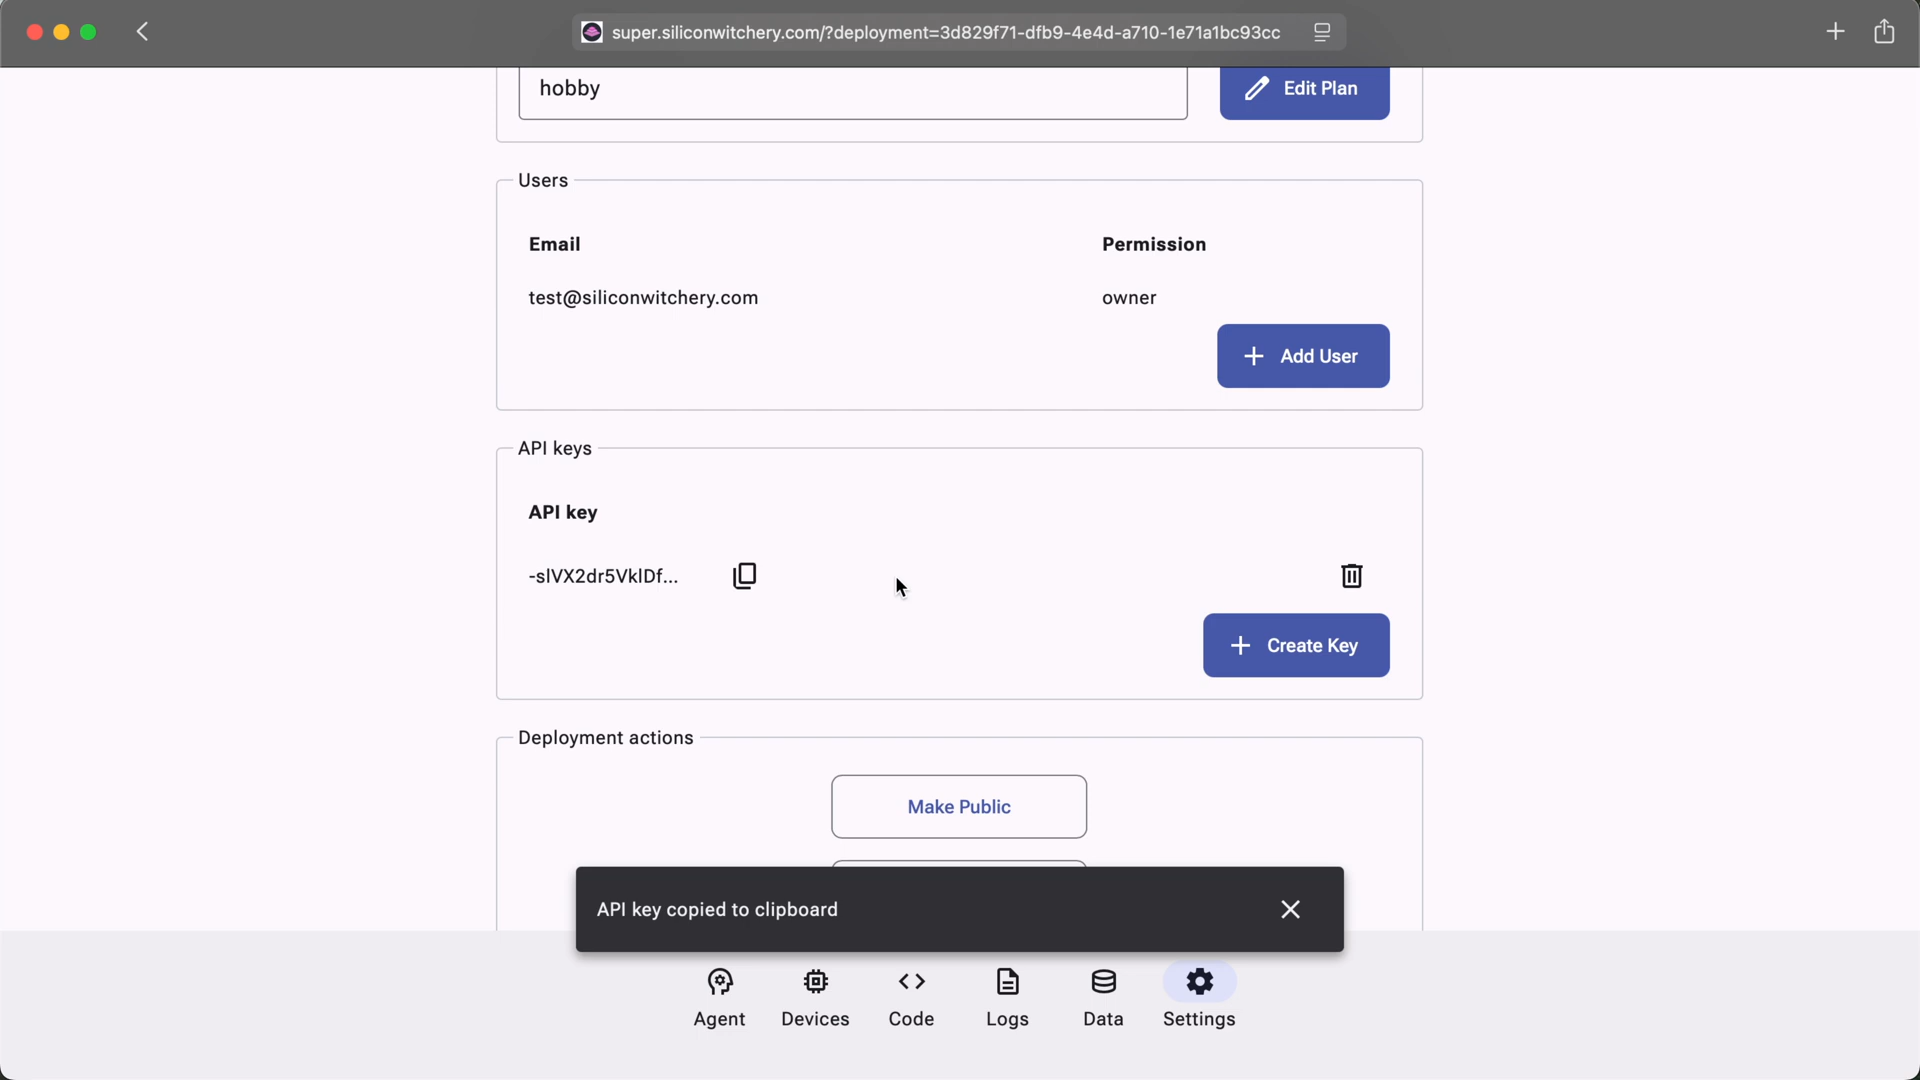 super.siliconwitchery.com/?deployment=3d829f71-dfb9-4e4d-a710-1e71a1bc93cc
hobby
Edit Plan
Users
Email Permission
test@siliconwitchery.com owner
Add User
API keys
API key
-slVX2dr5VklDf...
Create Key
Deployment actions
Make Public
API key copied to clipboard
Agent Devices Code Logs Data Settings